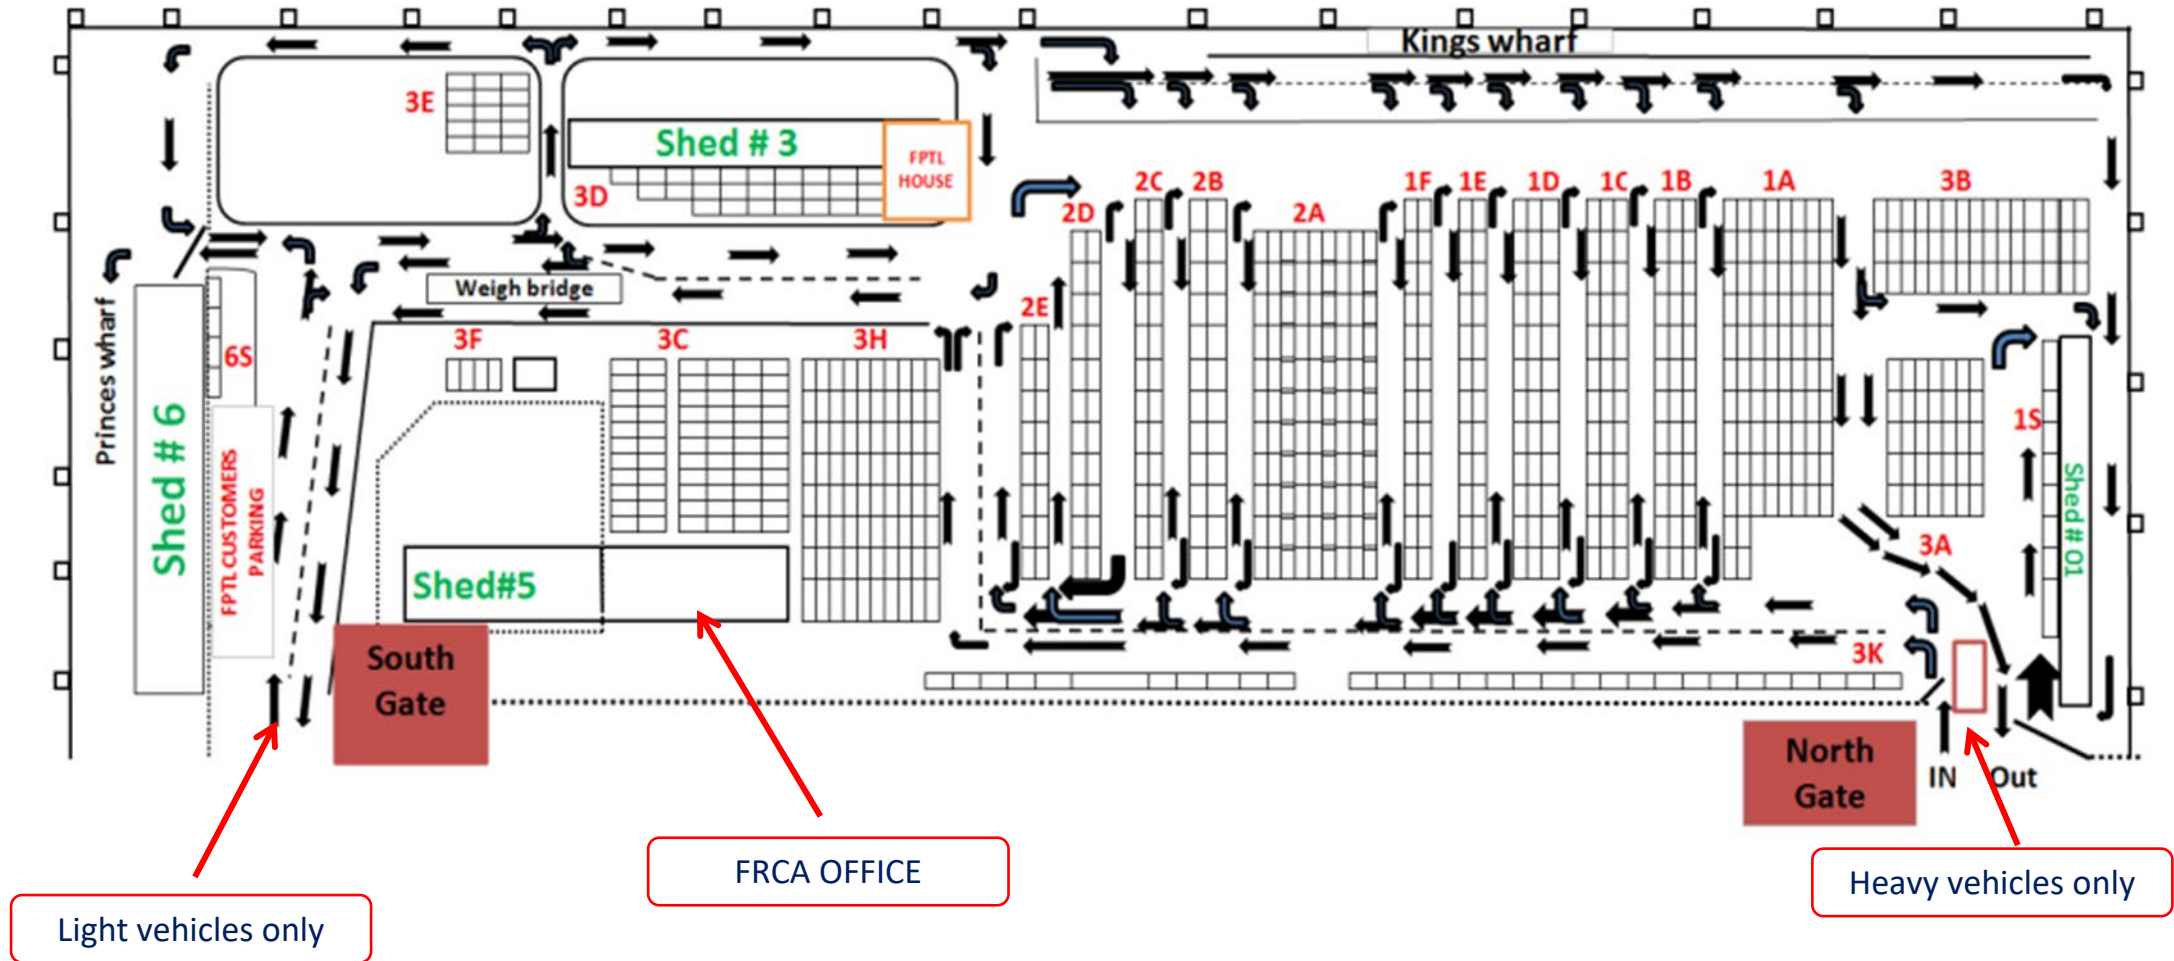 Kings wharf
3E
Shed # 3
FPTL
HOUSE
3D
2C
2B
1F
1E
1D
1C
1B
1A
3B
2D
2A
Weigh bridge
Princes wharf
2E
3F
3C
3H
6S
Shed # 6
FPTL CUSTOMERS
PARKING
1S
Shed # 01
3A
Shed#5
3K
South
Gate
North
Gate
IN
Out
FRCA OFFICE
Heavy vehicles only
Light vehicles only